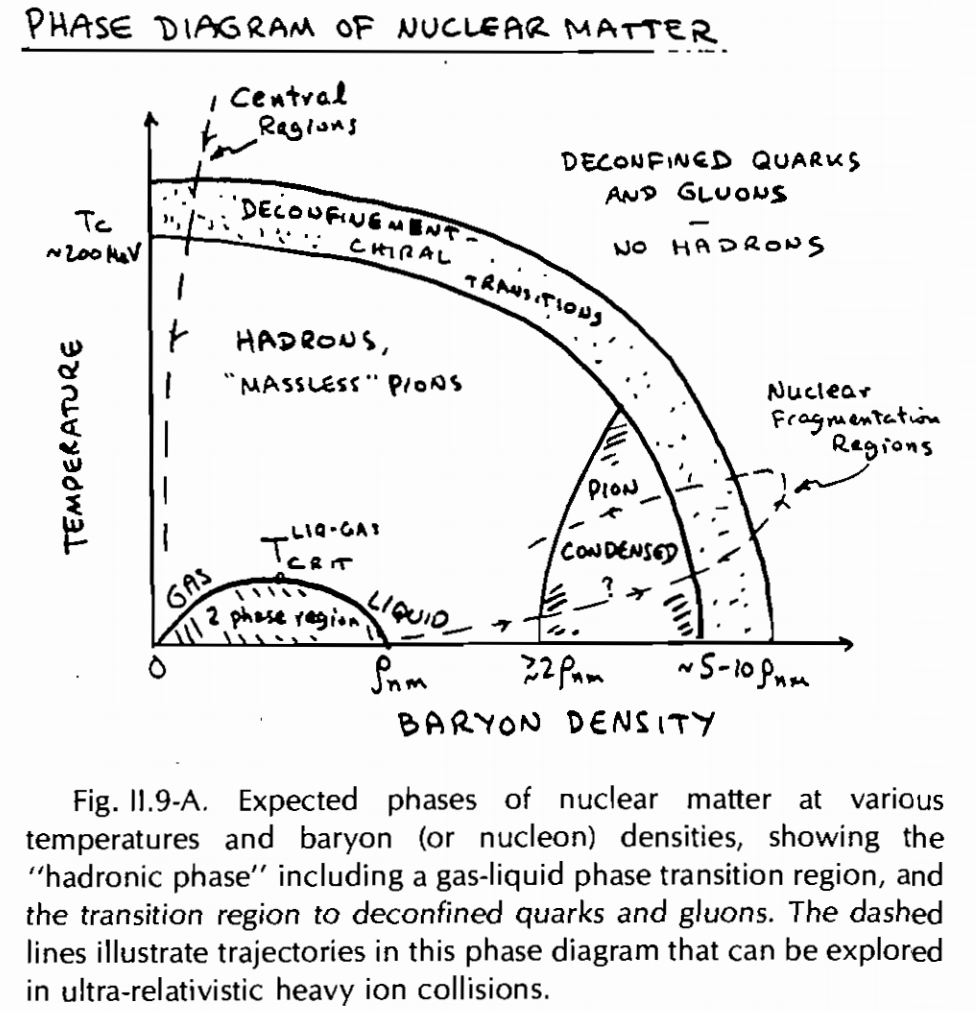 PHASE DIAGRAM OF NUCLEAR MATTER
Central
Regions
DECONFINED QUARKS
AND GLUONS
—
NO HADRONS
Tc
~200 MeV
DECONFINEMENT-
CHIRAL
TRANSITIONS
HADRONS,
"MASSLESS" PIONS
TEMPERATURE
Nuclear
Fragmentation
Regions
PION
CONDENSED
?
T LIQ-GAS
CRIT
GAS
LIQUID
2 phase region
0
ρnm
≳2ρnm
~5-10 ρnm
BARYON DENSITY
Fig. II.9-A. Expected phases of nuclear matter at various
temperatures and baryon (or nucleon) densities, showing the
"hadronic phase" including a gas-liquid phase transition region, and
the transition region to deconfined quarks and gluons. The dashed
lines illustrate trajectories in this phase diagram that can be explored
in ultra-relativistic heavy ion collisions.